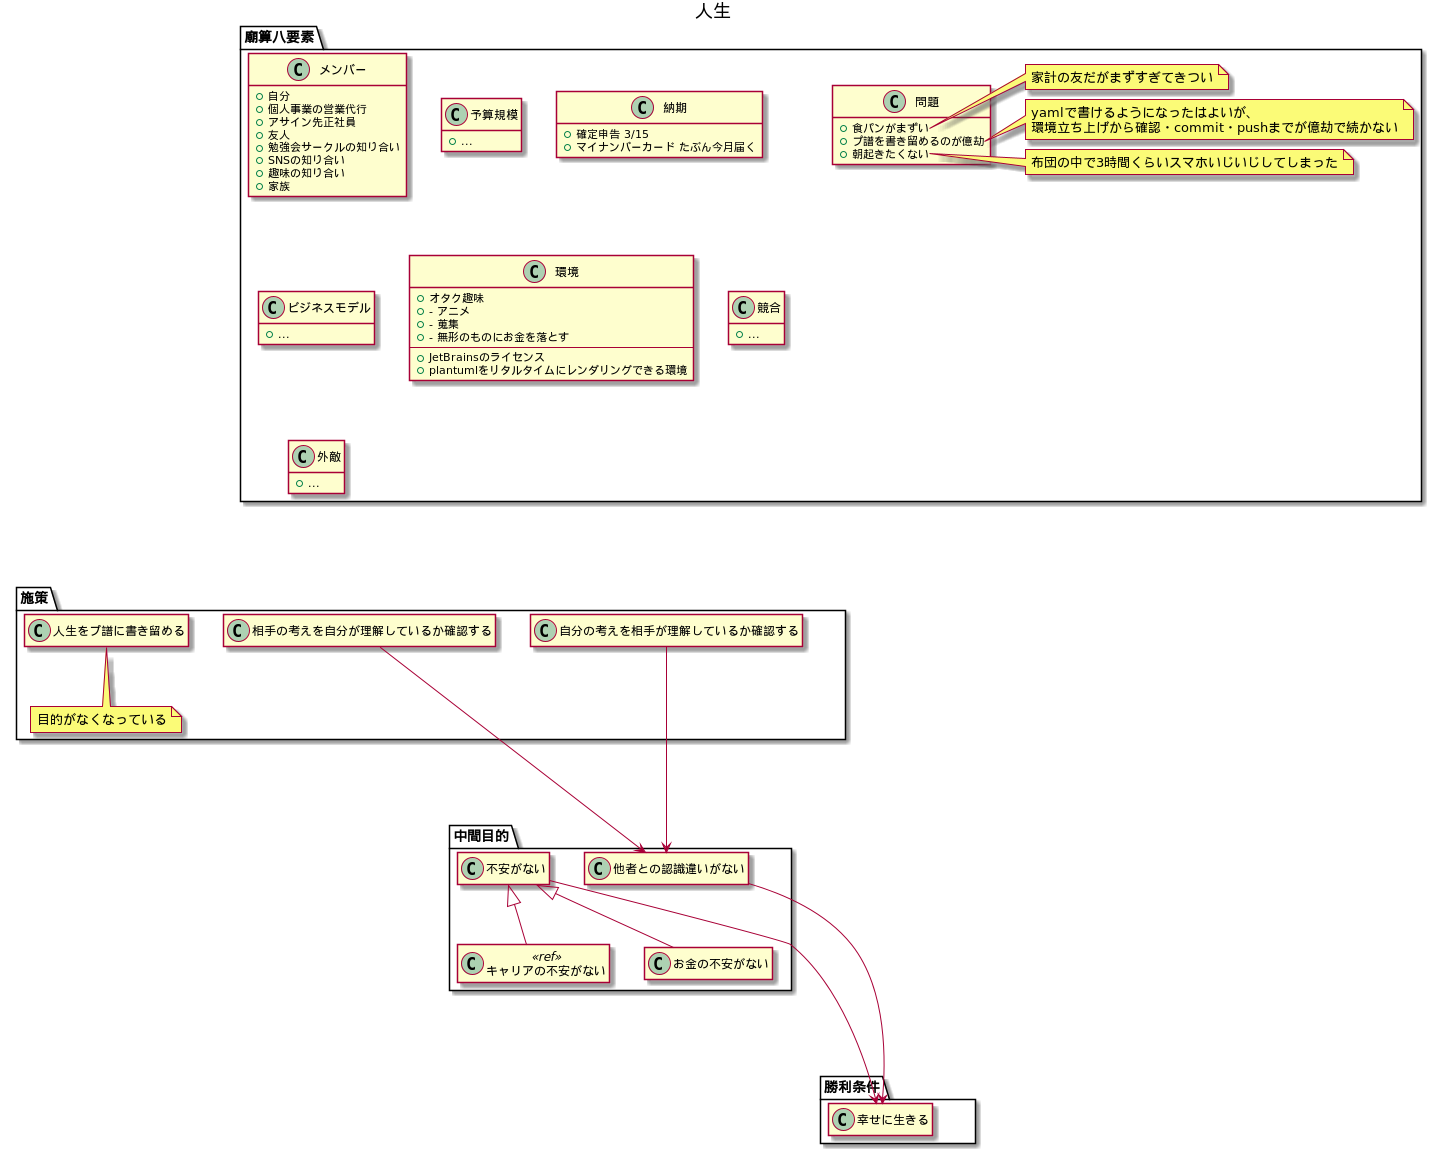 人生
廟算八要素
C メンバー
自分
個人事業の営業代行
アサイン先正社員
友人
勉強会サークルの知り合い
SNSの知り合い
趣味の知り合い
家族
C 予算規模
...
C 納期
確定申告 3/15
マイナンバーカード たぶん今月届く
C 問題
食パンがまずい
プ譜を書き留めるのが億劫
朝起きたくない
家計の友だがまずすぎてきつい
yamlで書けるようになったはよいが、
環境立ち上げから確認・commit・pushまでが億劫で続かない
布団の中で3時間くらいスマホいじいじしてしまった
C ビジネスモデル
...
C 環境
オタク趣味
- アニメ
- 蒐集
- 無形のものにお金を落とす
JetBrainsのライセンス
plantumlをリタルタイムにレンダリングできる環境
C 競合
...
C 外敵
...
施策
C 人生をプ譜に書き留める
C 相手の考えを自分が理解しているか確認する
C 自分の考えを相手が理解しているか確認する
目的がなくなっている
中間目的
C 不安がない
C 他者との認識違いがない
«ref»
C キャリアの不安がない
C お金の不安がない
勝利条件
C 幸せに生きる